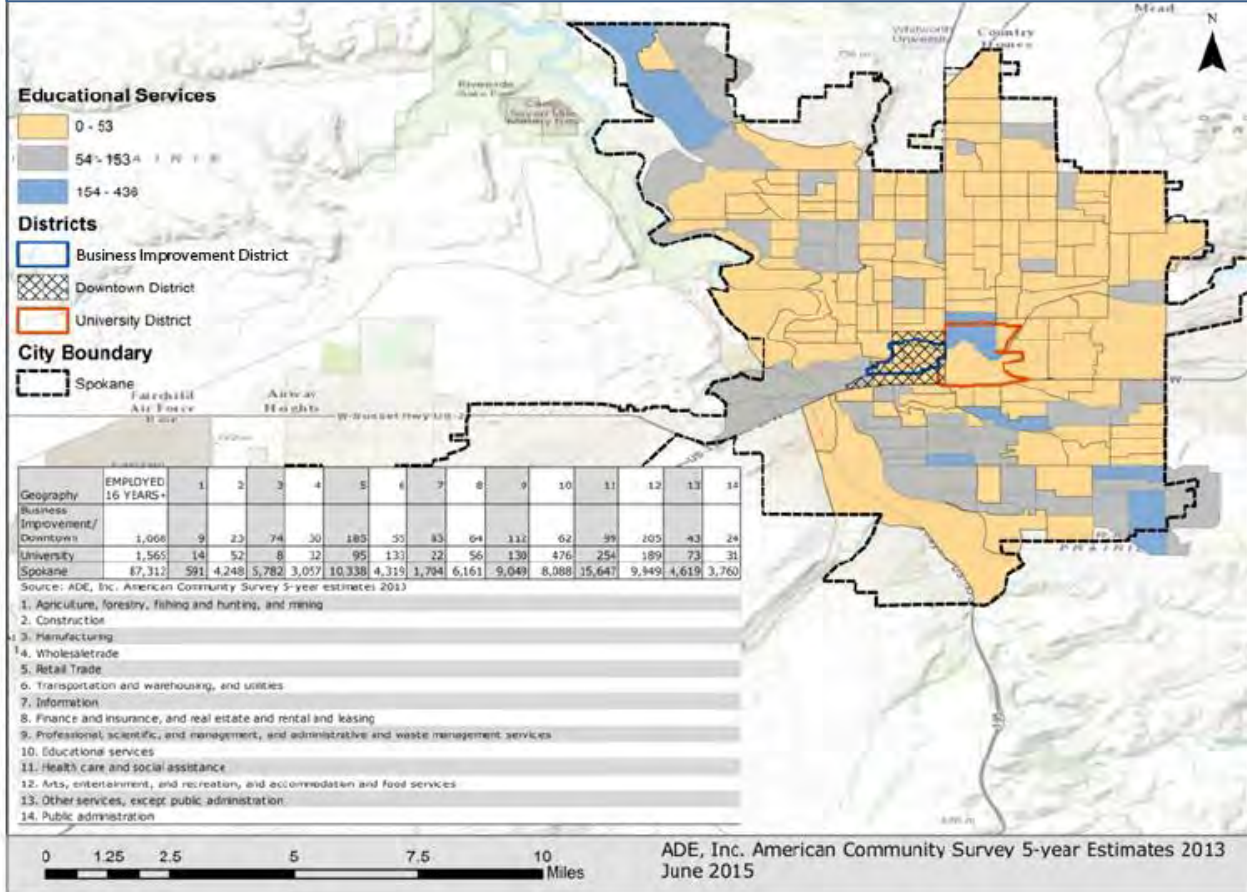 Mead
N
Whitworth
University
Country
Homes
Riverside
Educational Services
0 - 53
54 - 153
154 - 436
Districts
Business Improvement District
Downtown District
University District
City Boundary
Spokane
Fairchild
Air Force
Base
Airway
Heights
Geography EMPLOYED 16 YEARS+ 1 2 3 4 5 6 7 8 9 10 11 12 13 14
Business
Improvement/
Downtown 1,068 9 23 74 30 185 55 83 64 112 62 99 205 43 24
University 1,565 14 52 8 32 95 133 22 56 130 476 254 189 73 31
Spokane 87,312 591 4,248 5,782 3,057 10,338 4,319 1,704 6,161 9,049 8,088 15,647 9,949 4,619 3,760
Source: ADE, Inc. American Community Survey 5-year estimates 2013
1. Agriculture, forestry, fishing and hunting, and mining
2. Construction
3. Manufacturing
4. Wholesaletrade
5. Retail Trade
6. Transportation and warehousing, and utilities
7. Information
8. Finance and insurance, and real estate and rental and leasing
9. Professional, scientific, and management, and administrative and waste management services
10. Educational services
11. Health care and social assistance
12. Arts, entertainment, and recreation, and accommodation and food services
13. Other services, except public administration
14. Public administration
0 1.25 2.5 5 7.5 10
Miles
ADE, Inc. American Community Survey 5-year Estimates 2013
June 2015